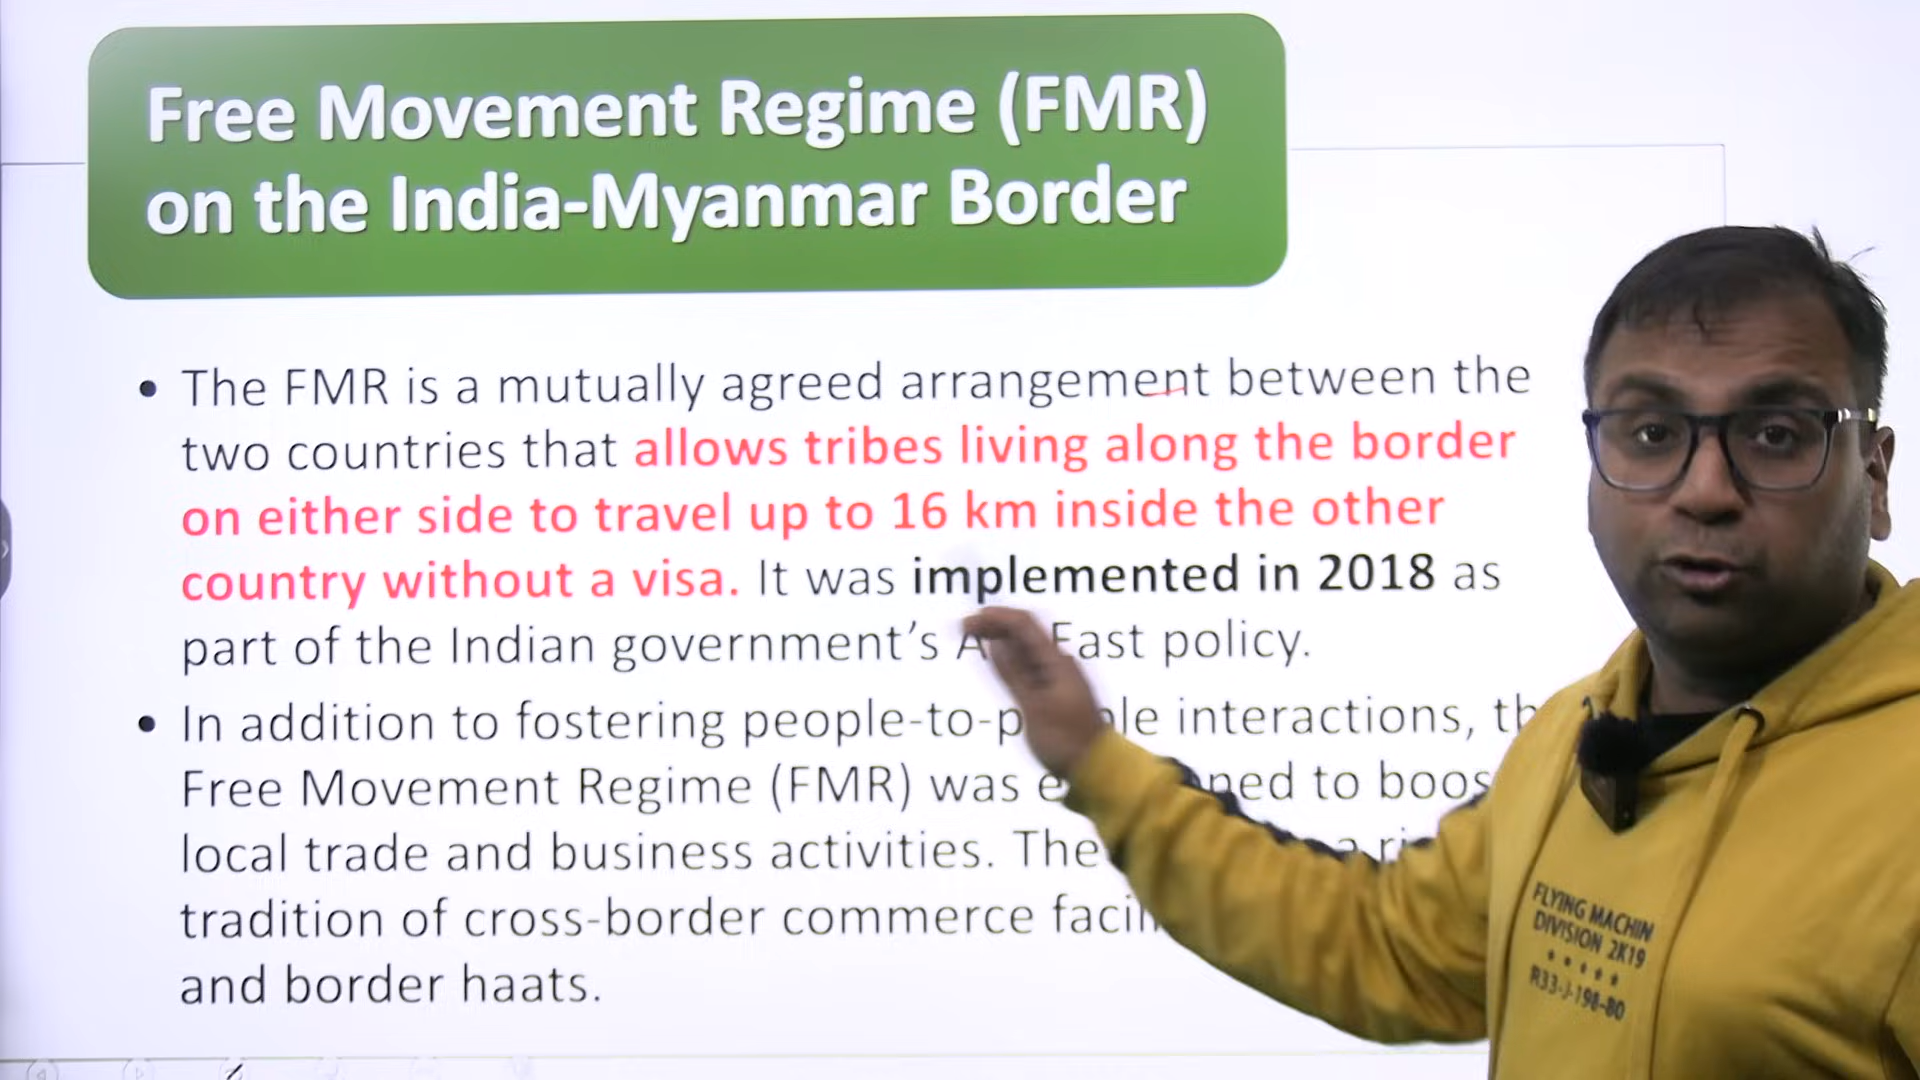 Free Movement Regime (FMR)
on the India-Myanmar Border
• The FMR is a mutually agreed arrangement between the
two countries that allows tribes living along the border
on either side to travel up to 16 km inside the other
country without a visa. It was implemented in 2018 as
part of the Indian government's East policy.
• In addition to fostering people-to-p le interactions,
Free Movement Regime (FMR) was to
local trade and business activities. The a
tradition of cross-border commerce
and border haats.
FLYING MACHIN
DIVISION 2K19
R33-J-198-80